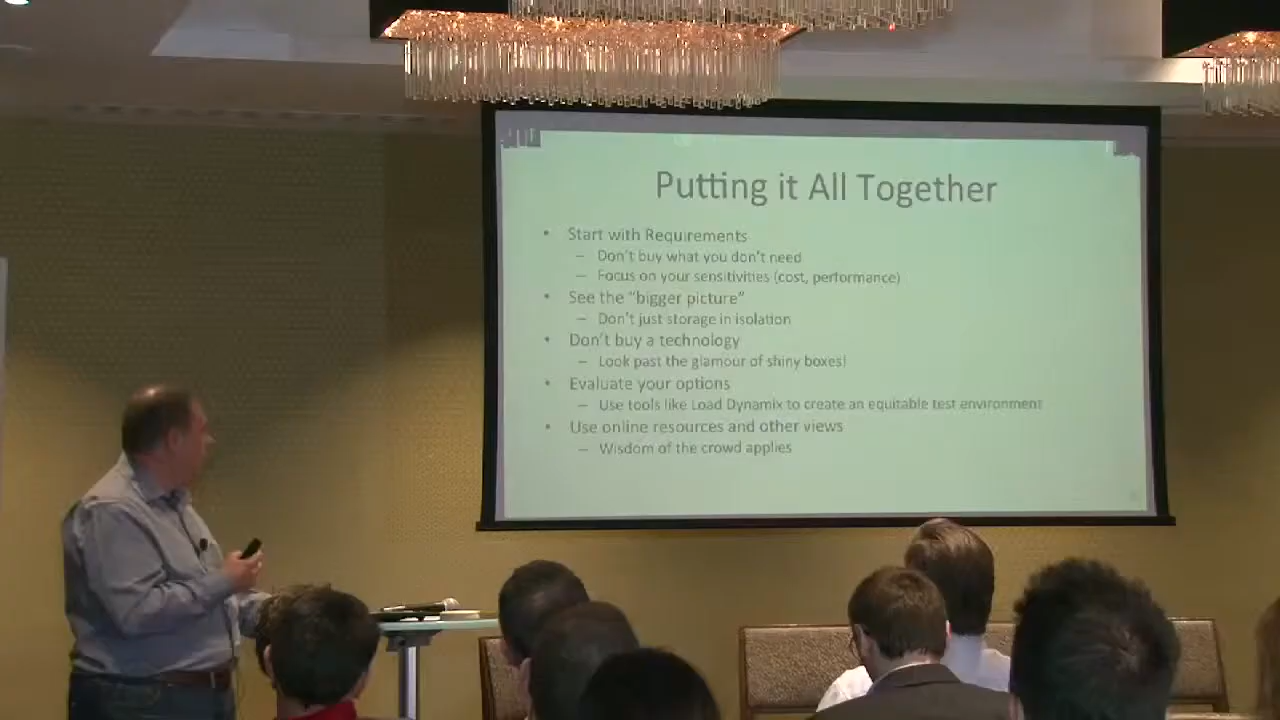 Putting it All Together
• Start with Requirements
– Don't buy what you don't need
– Focus on your sensitivities (cost, performance)
• See the "bigger picture"
– Don't just storage in isolation
• Don't buy a technology
– Look past the glamour of shiny boxes!
• Evaluate your options
– Use tools like Load Dynamix to create an equitable test environment
• Use online resources and other views
– Wisdom of the crowd applies